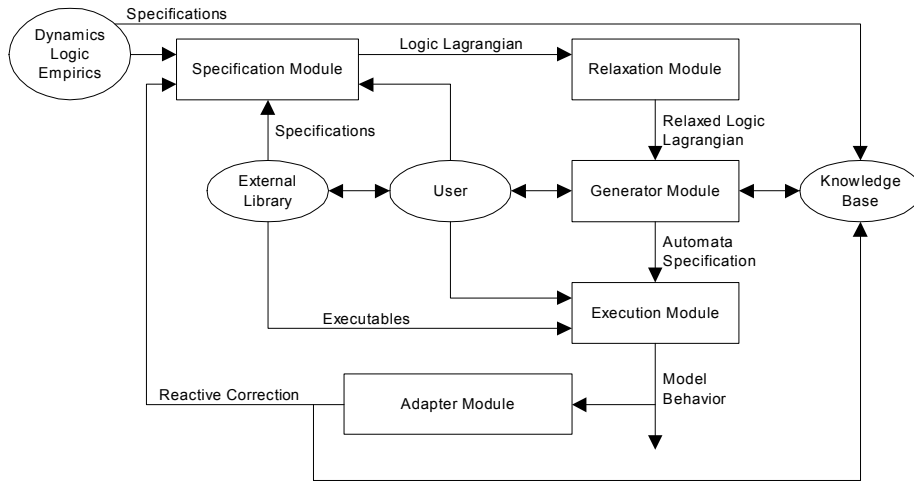 Specifications
Dynamics
Logic
Empirics
Specification Module
Logic Lagrangian
Relaxation Module
Specifications
Relaxed Logic
Lagrangian
External
Library
User
Generator Module
Knowledge
Base
Automata
Specification
Executables
Execution Module
Reactive Correction
Adapter Module
Model
Behavior